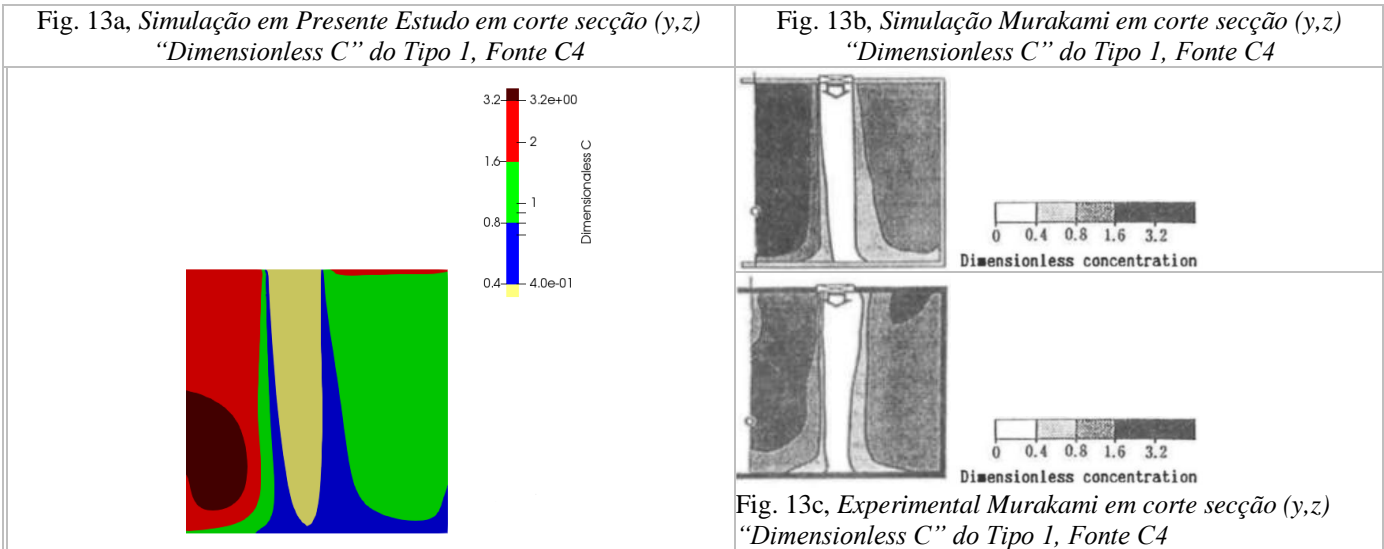 Fig. 13a, Simulação em Presente Estudo em corte secção (y,z)
“Dimensionless C” do Tipo 1, Fonte C4
Fig. 13b, Simulação Murakami em corte secção (y,z)
“Dimensionless C” do Tipo 1, Fonte C4
3.2 3.2e+00
2
1.6
1
0.8
0.4 4.0e-01
Dimensionaless C
0 0.4 0.8 1.6 3.2
Dimensionless concentration
0 0.4 0.8 1.6 3.2
Dimensionless concentration
Fig. 13c, Experimental Murakami em corte secção (y,z)
“Dimensionless C” do Tipo 1, Fonte C4